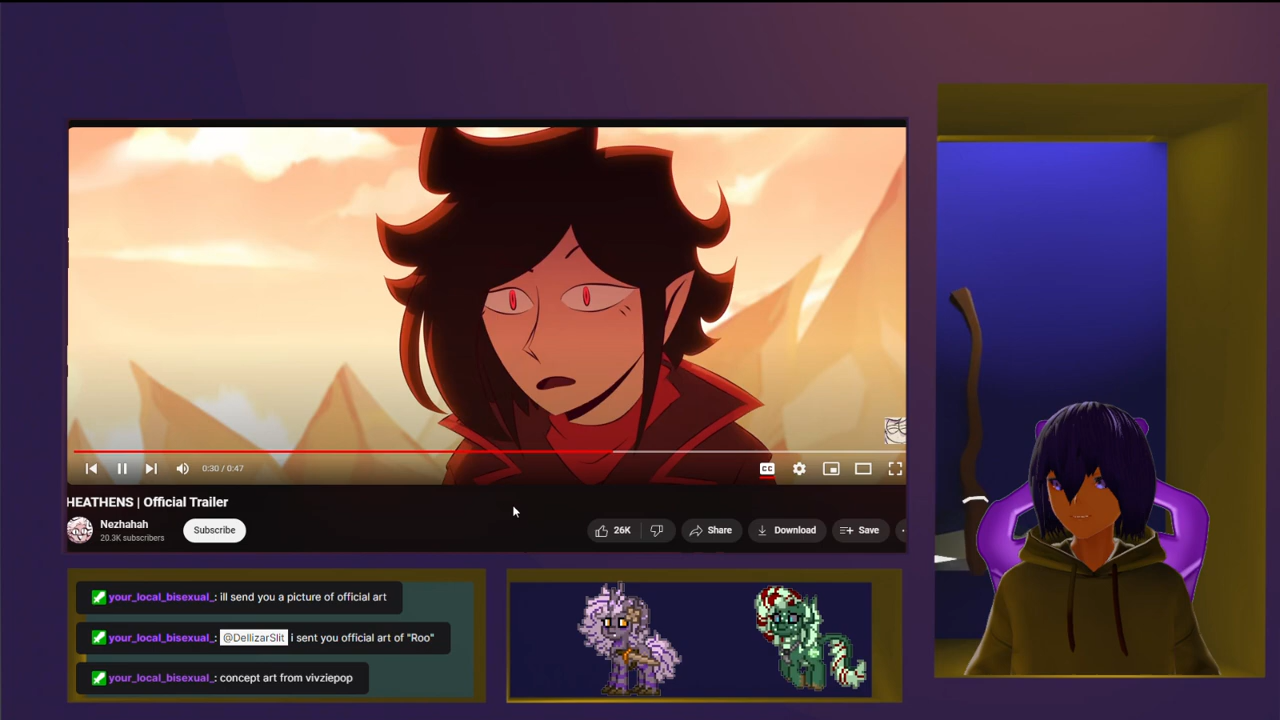 0:30 / 0:47
CC
HEATHENS | Official Trailer
Nezhahah
20.3K subscribers
Subscribe
26K
Share
Download
Save
your_local_bisexual_: ill send you a picture of official art
your_local_bisexual_: @DellizarSlit i sent you official art of "Roo"
your_local_bisexual_: concept art from vivziepop